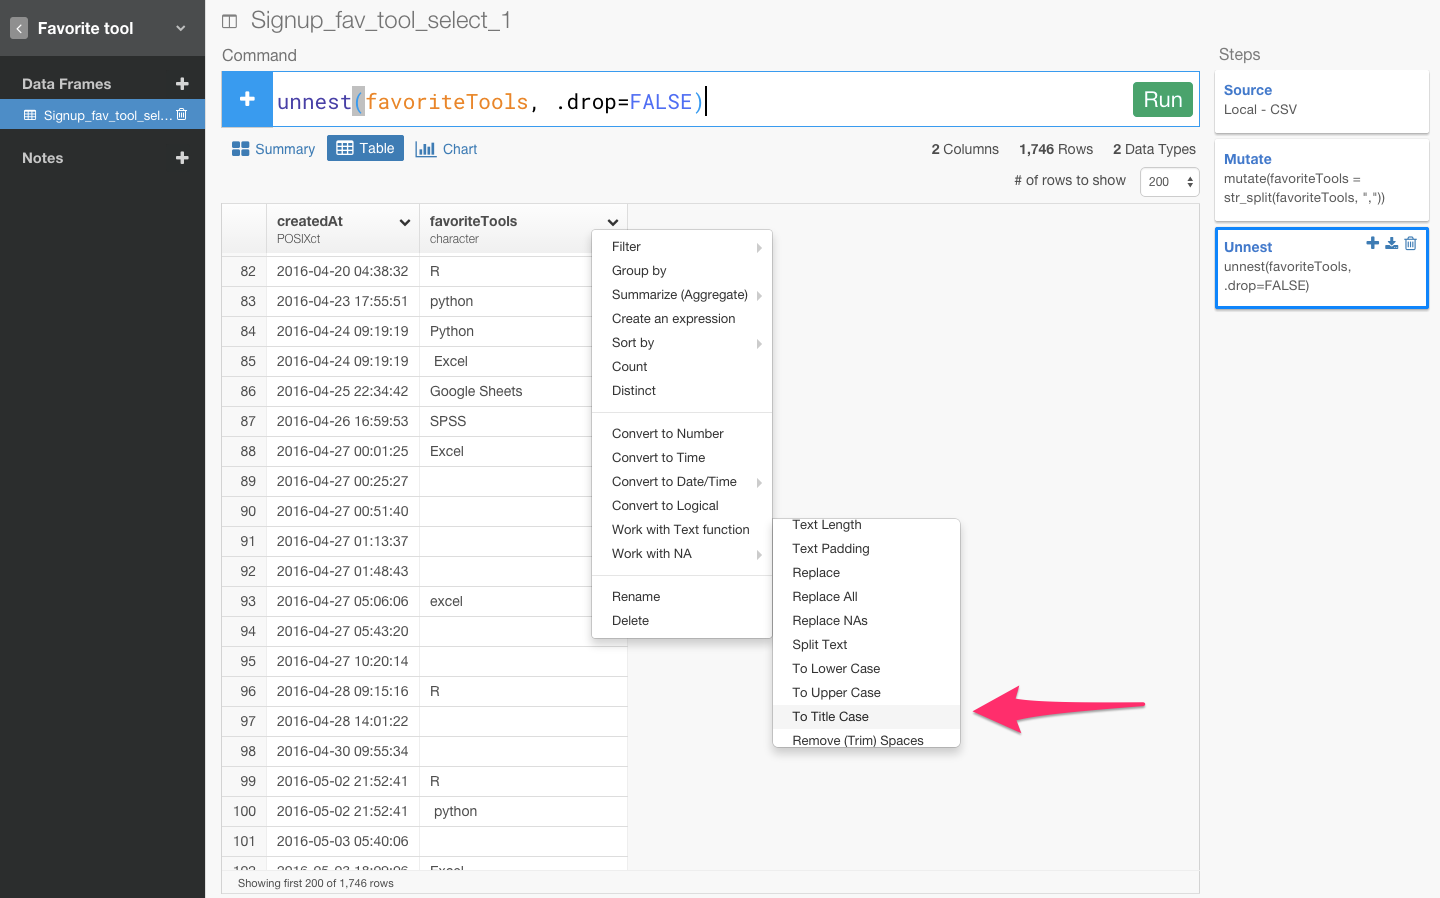 Favorite tool
Data Frames
Signup_fav_tool_sel...
Notes
Signup_fav_tool_select_1
Command
unnest(favoriteTools, .drop=FALSE)
Run
Summary
Table
Chart
2 Columns 1,746 Rows 2 Data Types
# of rows to show 200
createdAt favoriteTools
POSIXct character
82 2016-04-20 04:38:32 R
83 2016-04-23 17:55:51 python
84 2016-04-24 09:19:19 Python
85 2016-04-24 09:19:19 Excel
86 2016-04-25 22:34:42 Google Sheets
87 2016-04-26 16:59:53 SPSS
88 2016-04-27 00:01:25 Excel
89 2016-04-27 00:25:27
90 2016-04-27 00:51:40
91 2016-04-27 01:13:37
92 2016-04-27 01:48:43
93 2016-04-27 05:06:06 excel
94 2016-04-27 05:43:20
95 2016-04-27 10:20:14
96 2016-04-28 09:15:16 R
97 2016-04-28 14:01:22
98 2016-04-30 09:55:34
99 2016-05-02 21:52:41 R
100 2016-05-02 21:52:41 python
101 2016-05-03 05:40:06
Showing first 200 of 1,746 rows
Filter
Group by
Summarize (Aggregate)
Create an expression
Sort by
Count
Distinct
Convert to Number
Convert to Time
Convert to Date/Time
Convert to Logical
Work with Text function
Work with NA
Rename
Delete
Text Length
Text Padding
Replace
Replace All
Replace NAs
Split Text
To Lower Case
To Upper Case
To Title Case
Remove (Trim) Spaces
Steps
Source
Local - CSV
Mutate
mutate(favoriteTools =
str_split(favoriteTools, ","))
Unnest
unnest(favoriteTools,
.drop=FALSE)